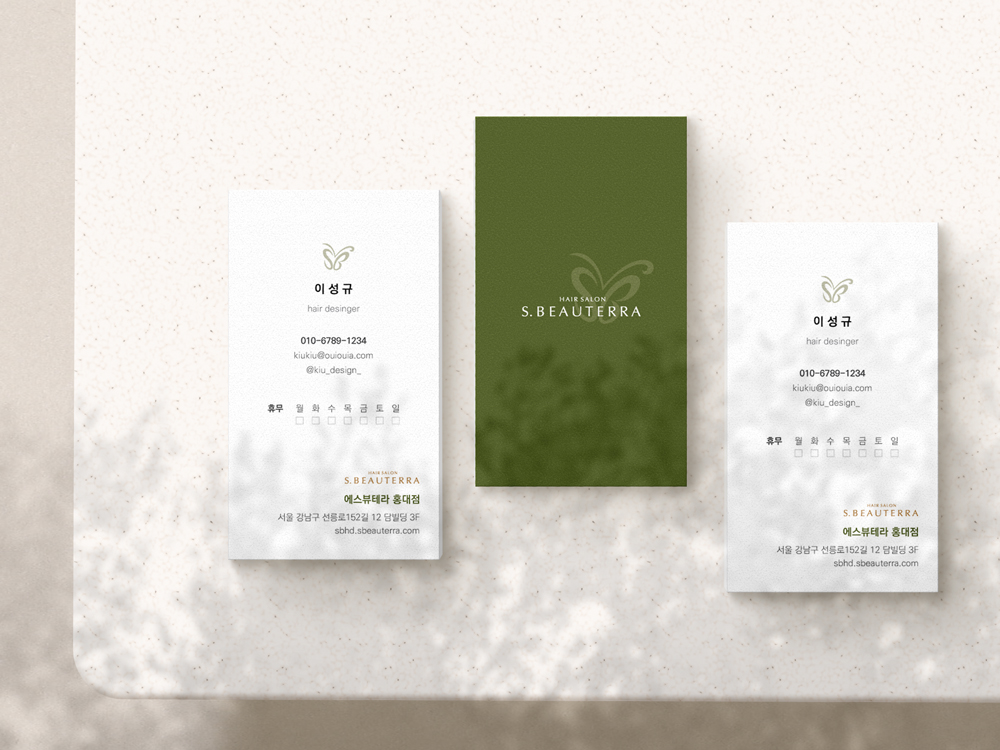 이성규
hair desinger
010-6789-1234
kiukiu@ouiouia.com
@kiu_design_
휴무 월 화 수 목 금 토 일
HAIR SALON
S.BEAUTERRA
에스뷰테라 홍대점
서울 강남구 선릉로152길 12 담빌딩 3F
sbhd.sbeauterra.com
HAIR SALON
S.BEAUTERRA
이성규
hair desinger
010-6789-1234
kiukiu@ouiouia.com
@kiu_design_
휴무 월 화 수 목 금 토 일
HAIR SALON
S.BEAUTERRA
에스뷰테라 홍대점
서울 강남구 선릉로152길 12 담빌딩 3F
sbhd.sbeauterra.com